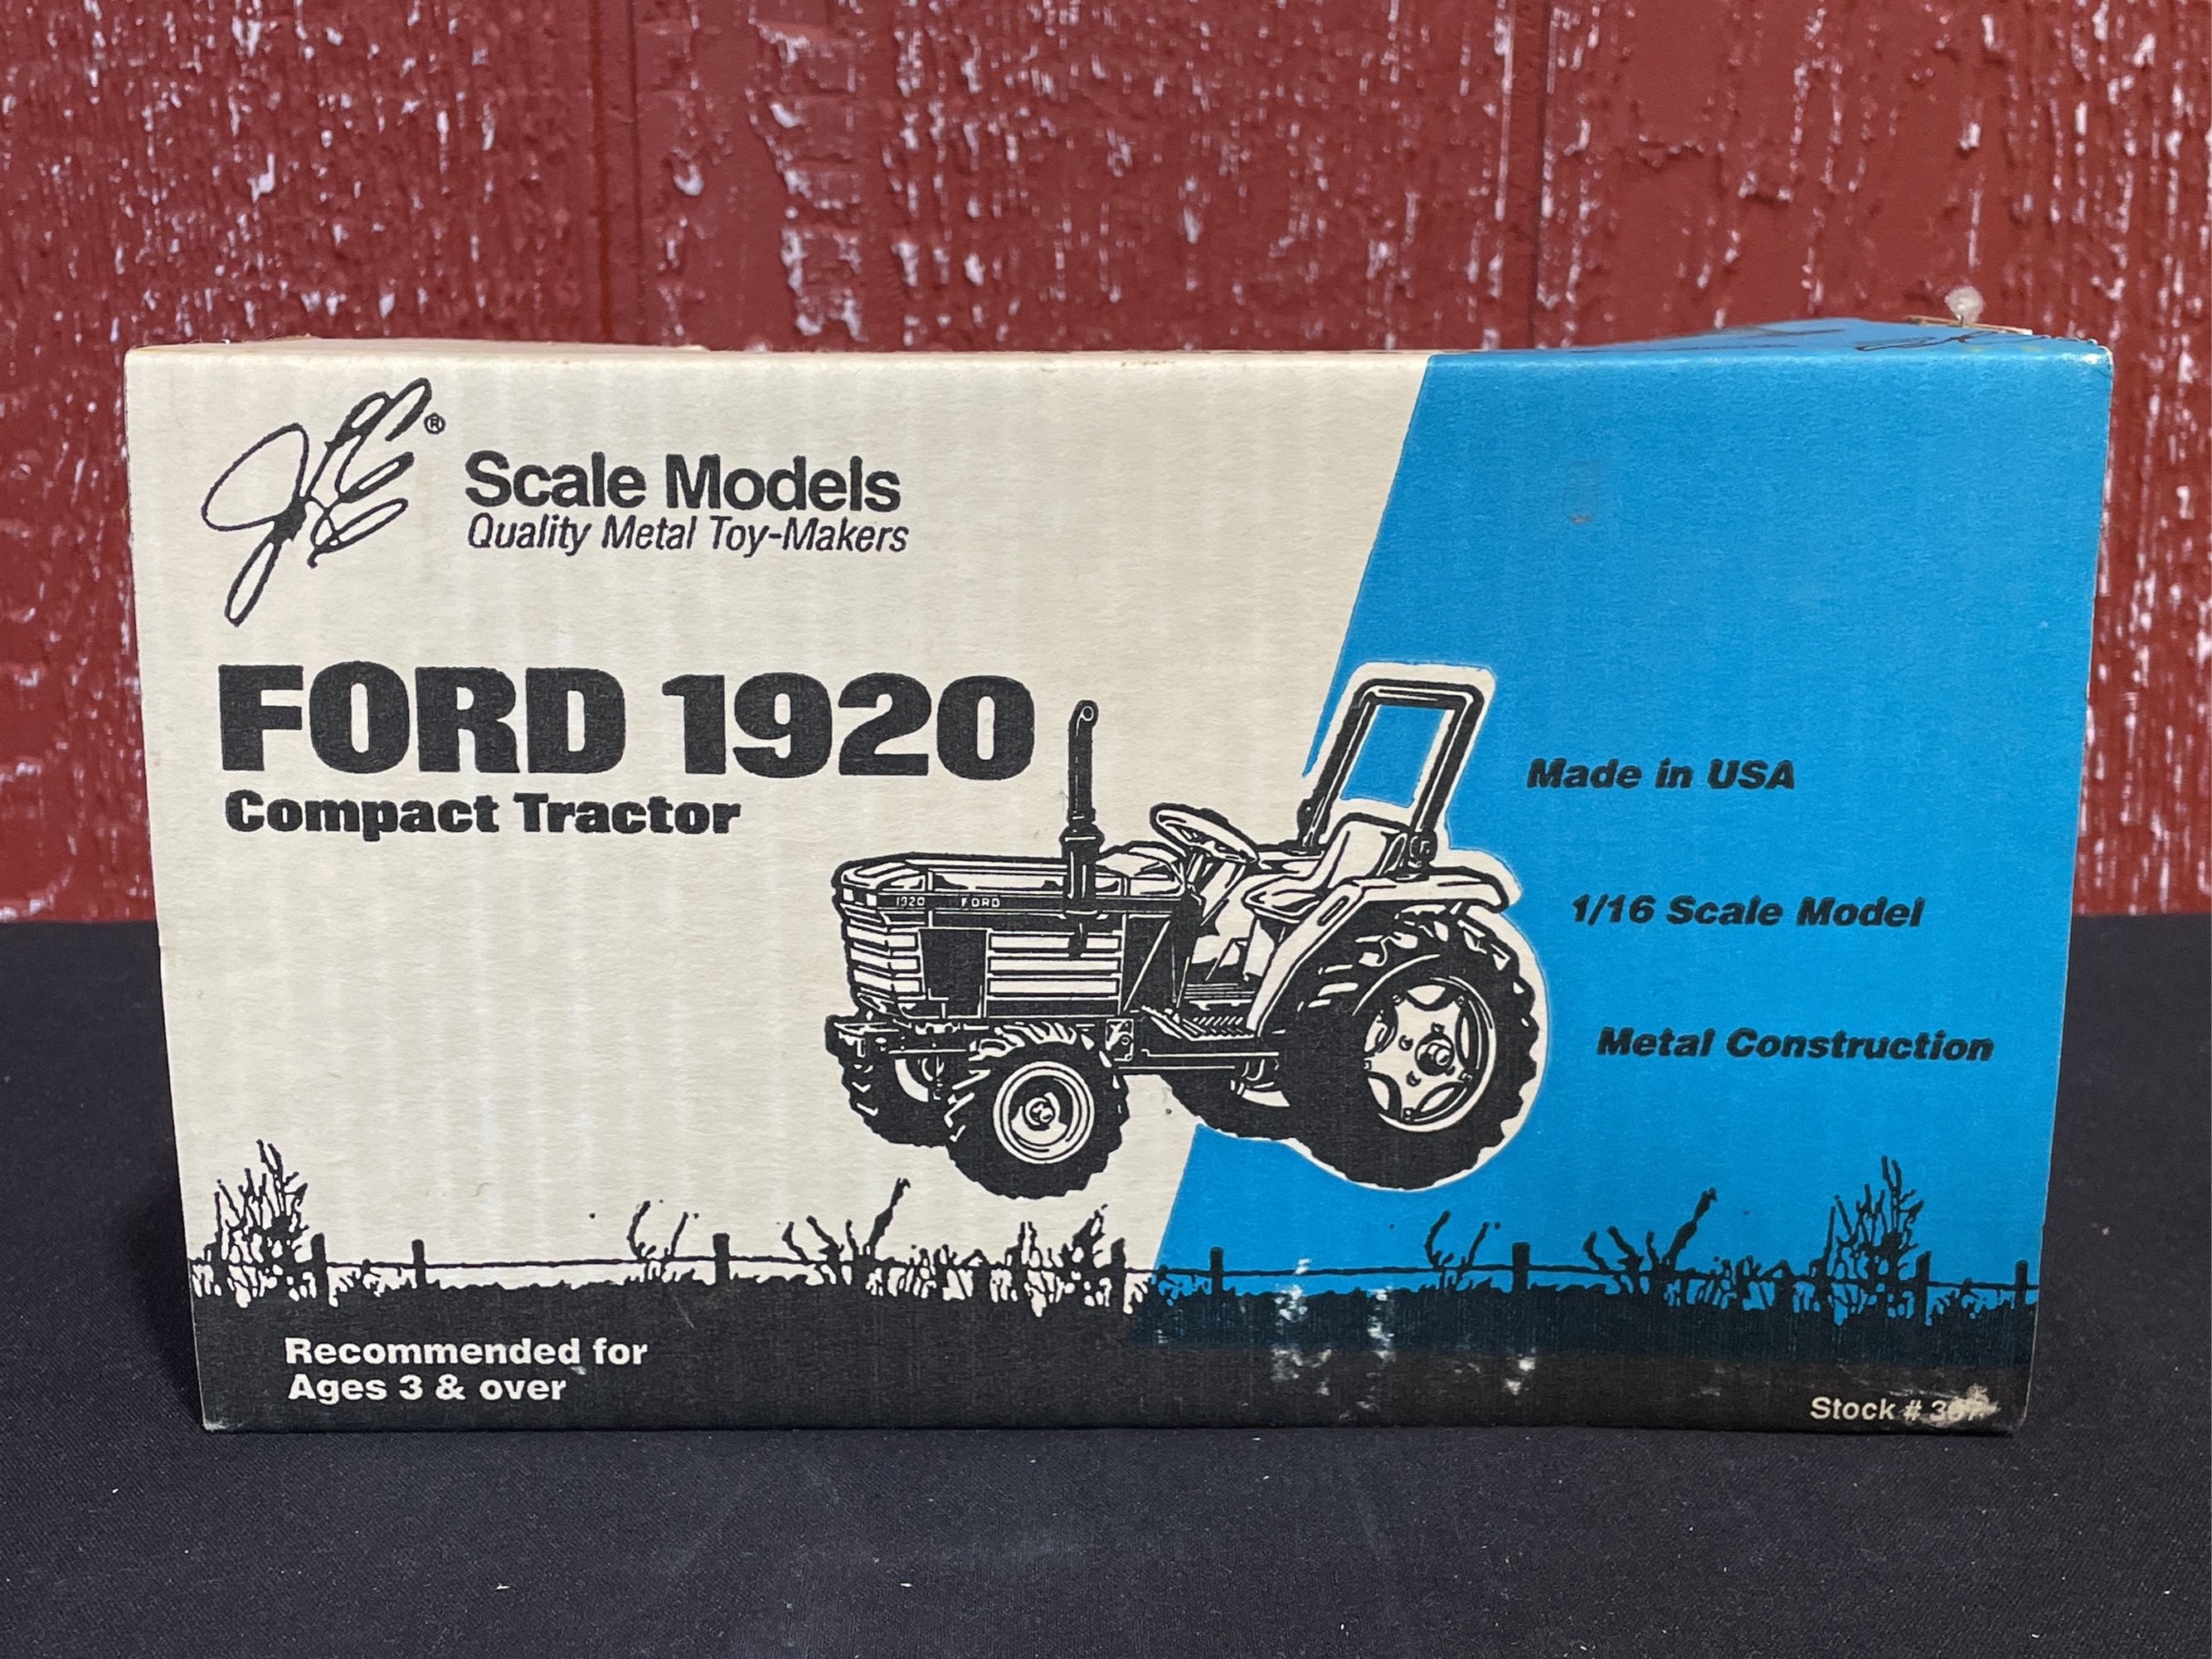 ®
Scale Models
Quality Metal Toy-Makers
FORD 1920
Compact Tractor
1920 FORD
Made in USA
1/16 Scale Model
Metal Construction
Recommended for
Ages 3 & over
Stock #